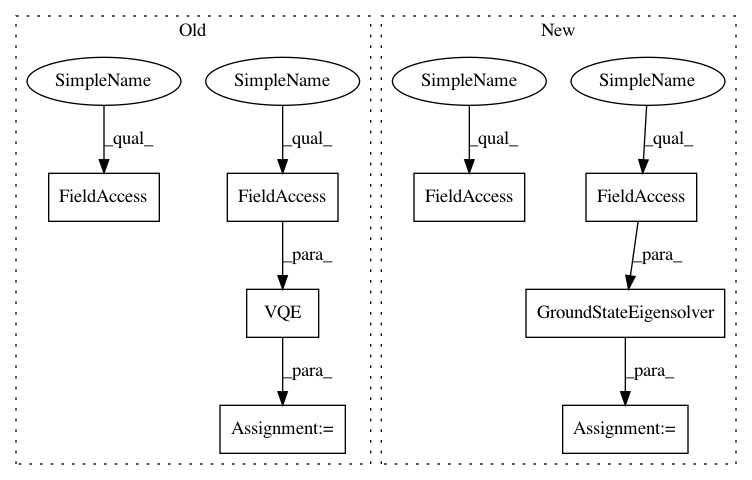 Old
New
SimpleName
SimpleName
SimpleName
SimpleName
_qual_
_qual_
_qual_
_qual_
FieldAccess
FieldAccess
FieldAccess
FieldAccess
_para_
_para_
VQE
GroundStateEigensolver
_para_
_para_
Assignment:=
Assignment:=